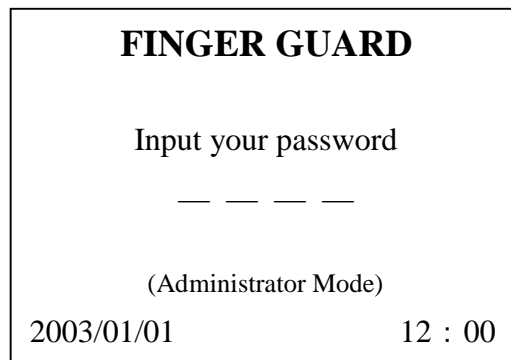 FINGER GUARD
Input your password
— — — —
(Administrator Mode)
2003/01/01 12 : 00